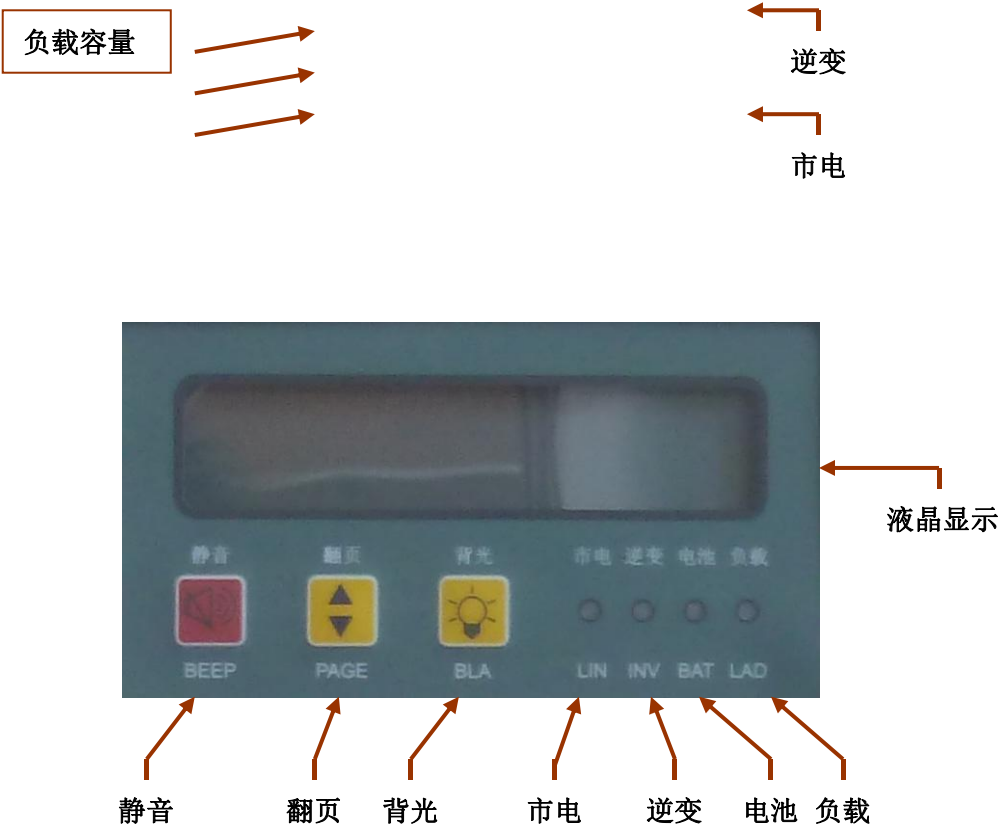 负载容量
逆变
市电
液晶显示
静音 翻页 背光 市电 逆变 电池 负载
BEEP PAGE BLA LIN INV BAT LAD
静音 翻页 背光 市电 逆变 电池 负载